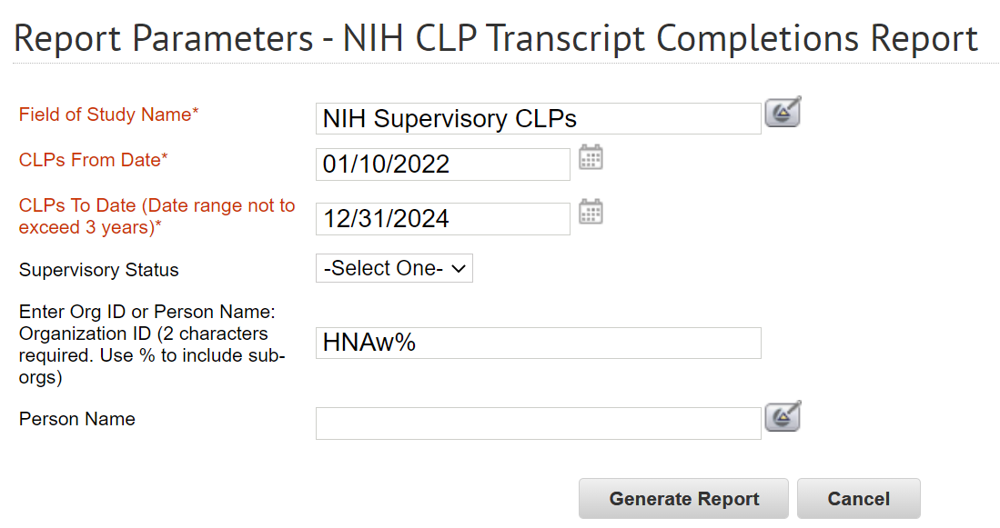 Report Parameters - NIH CLP Transcript Completions Report
Field of Study Name*
NIH Supervisory CLPs
CLPs From Date*
01/10/2022
CLPs To Date (Date range not to
exceed 3 years)*
12/31/2024
Supervisory Status
-Select One-
Enter Org ID or Person Name:
Organization ID (2 characters
required. Use % to include sub-
orgs)
HNAw%
Person Name
Generate Report
Cancel